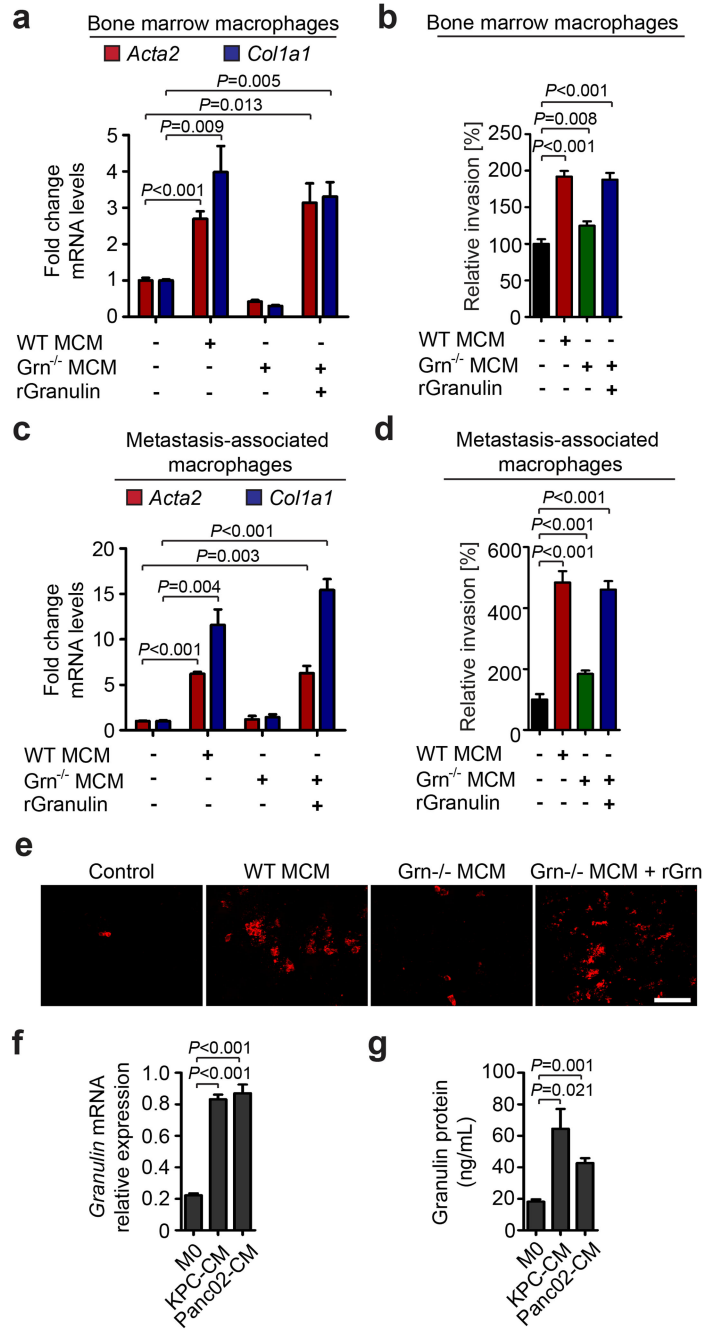 a
Bone marrow macrophages
Acta2 Col1a1
P=0.005
P=0.013
P=0.009
P<0.001
Fold change
mRNA levels
5
4
3
2
1
0
WT MCM - + - -
Grn-/- MCM - - + +
rGranulin - - - +
b
Bone marrow macrophages
P<0.001
P=0.008
P<0.001
Relative invasion [%]
250
200
150
100
50
0
WT MCM - + - -
Grn-/- MCM - - + +
rGranulin - - - +
c
Metastasis-associated
macrophages
Acta2 Col1a1
P<0.001
P=0.003
P=0.004
P<0.001
Fold change
mRNA levels
20
15
10
5
0
WT MCM - + - -
Grn-/- MCM - - + +
rGranulin - - - +
d
Metastasis-associated
macrophages
P<0.001
P<0.001
P<0.001
Relative invasion [%]
600
400
200
0
WT MCM - + - -
Grn-/- MCM - - + +
rGranulin - - - +
e
Control WT MCM Grn-/- MCM Grn-/- MCM + rGrn
f
P<0.001
P<0.001
Granulin mRNA
relative expression
1.0
0.8
0.6
0.4
0.2
0
M0
KPC-CM
Panc02-CM
g
P=0.001
P=0.021
Granulin protein
(ng/mL)
100
80
60
40
20
0
M0
KPC-CM
Panc02-CM